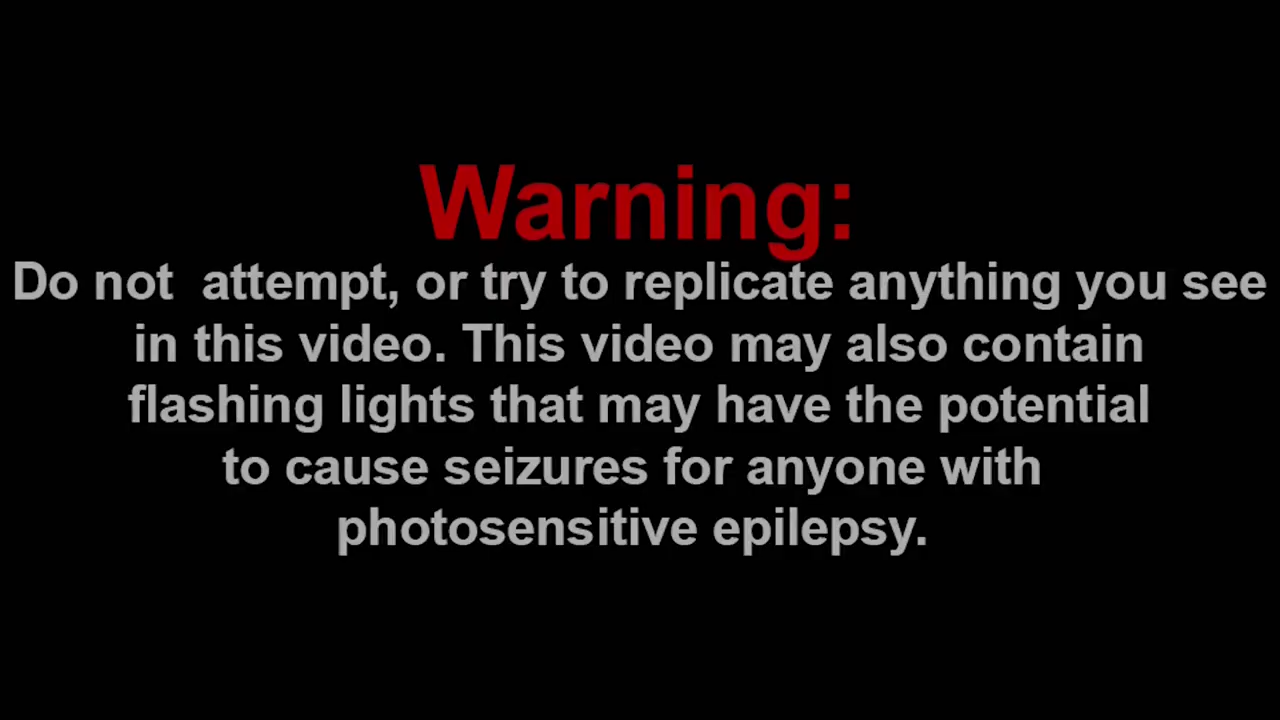 Warning:
Do not  attempt, or try to replicate anything you see
in this video. This video may also contain
flashing lights that may have the potential
to cause seizures for anyone with
photosensitive epilepsy.